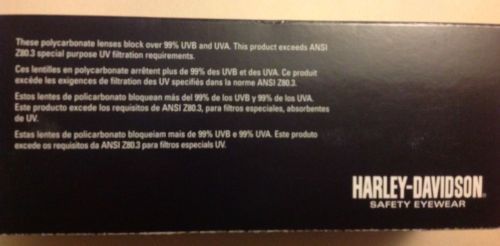 These polycarbonate lenses block over 99% UVB and UVA. This product exceeds ANSI
Z80.3 special purpose UV filtration requirements.
Ces lentilles en polycarbonate arrêtent plus de 99% des UVB et des UVA. Ce produit
excède les exigences de filtration des UV specifiés dans la norme ANSI Z80.3.
Estos lentes de policarbonato bloquean más del 99% de los UVB y 99% de los UVA.
Este producto excede los requisitos de ANSI Z80.3, para filtros especiales, absorbentes
de UV.
Estas lentes de policarbonato bloqueiam mais de 99% UVB e 99% UVA. Este produto
excede os requisitos da ANSI Z80.3 para filtros especials UV.
HARLEY-DAVIDSON
SAFETY EYEWEAR